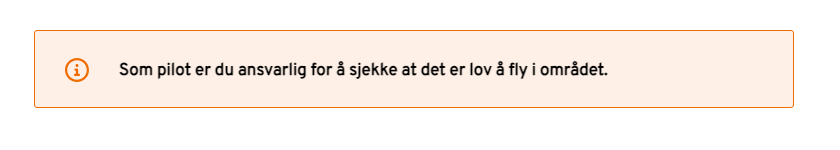 Som pilot er du ansvarlig for å sjekke at det er lov å fly i området.